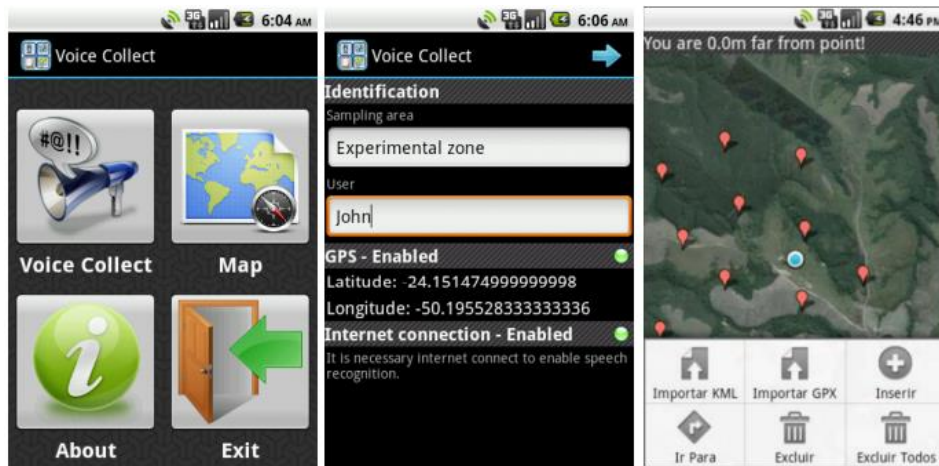 6:04 AM
Voice Collect
#@!!
Voice Collect
Map
About
Exit
3G 6:06 AM
Voice Collect
Identification
Sampling area
Experimental zone
User
John
GPS - Enabled
Latitude: -24.151474999999998
Longitude: -50.195528333333336
Internet connection - Enabled
It is necessary internet connect to enable speech
recognition.
3G 4:46 PM
You are 0.0m far from point!
Importar KML
Importar GPX
Inserir
Ir Para
Excluir
Excluir Todos